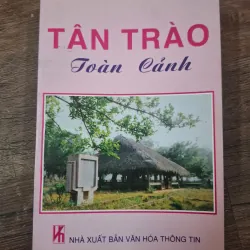 TÂN TRÀO
Toàn Cảnh
NHÀ XUẤT BẢN VĂN HÓA THÔNG TIN